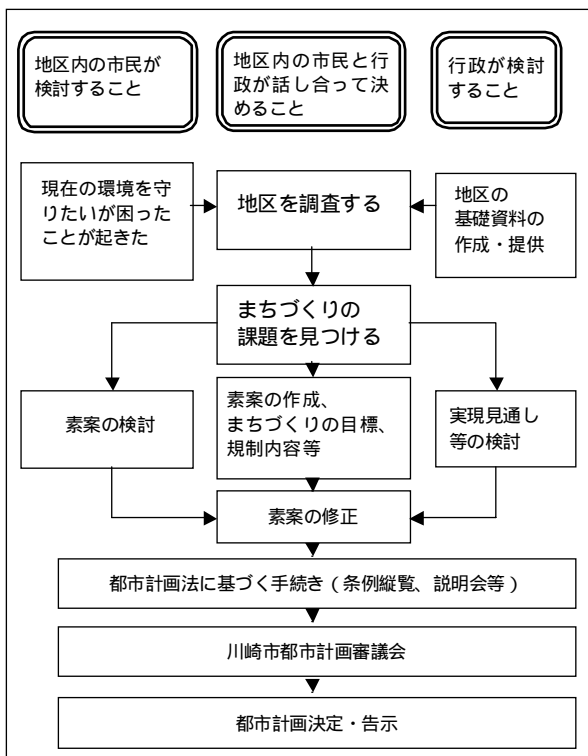 地区内の市民が
検討すること
地区内の市民と行
政が話し合って決
めること
行政が検討
すること
現在の環境を守
りたいが困った
ことが起きた
地区を調査する
地区の
基礎資料の
作成・提供
まちづくりの
課題を見つける
素案の検討
素案の作成、
まちづくりの目標、
規制内容等
実現見通し
等の検討
素案の修正
都市計画法に基づく手続き（条例縦覧、説明会等）
川崎市都市計画審議会
都市計画決定・告示